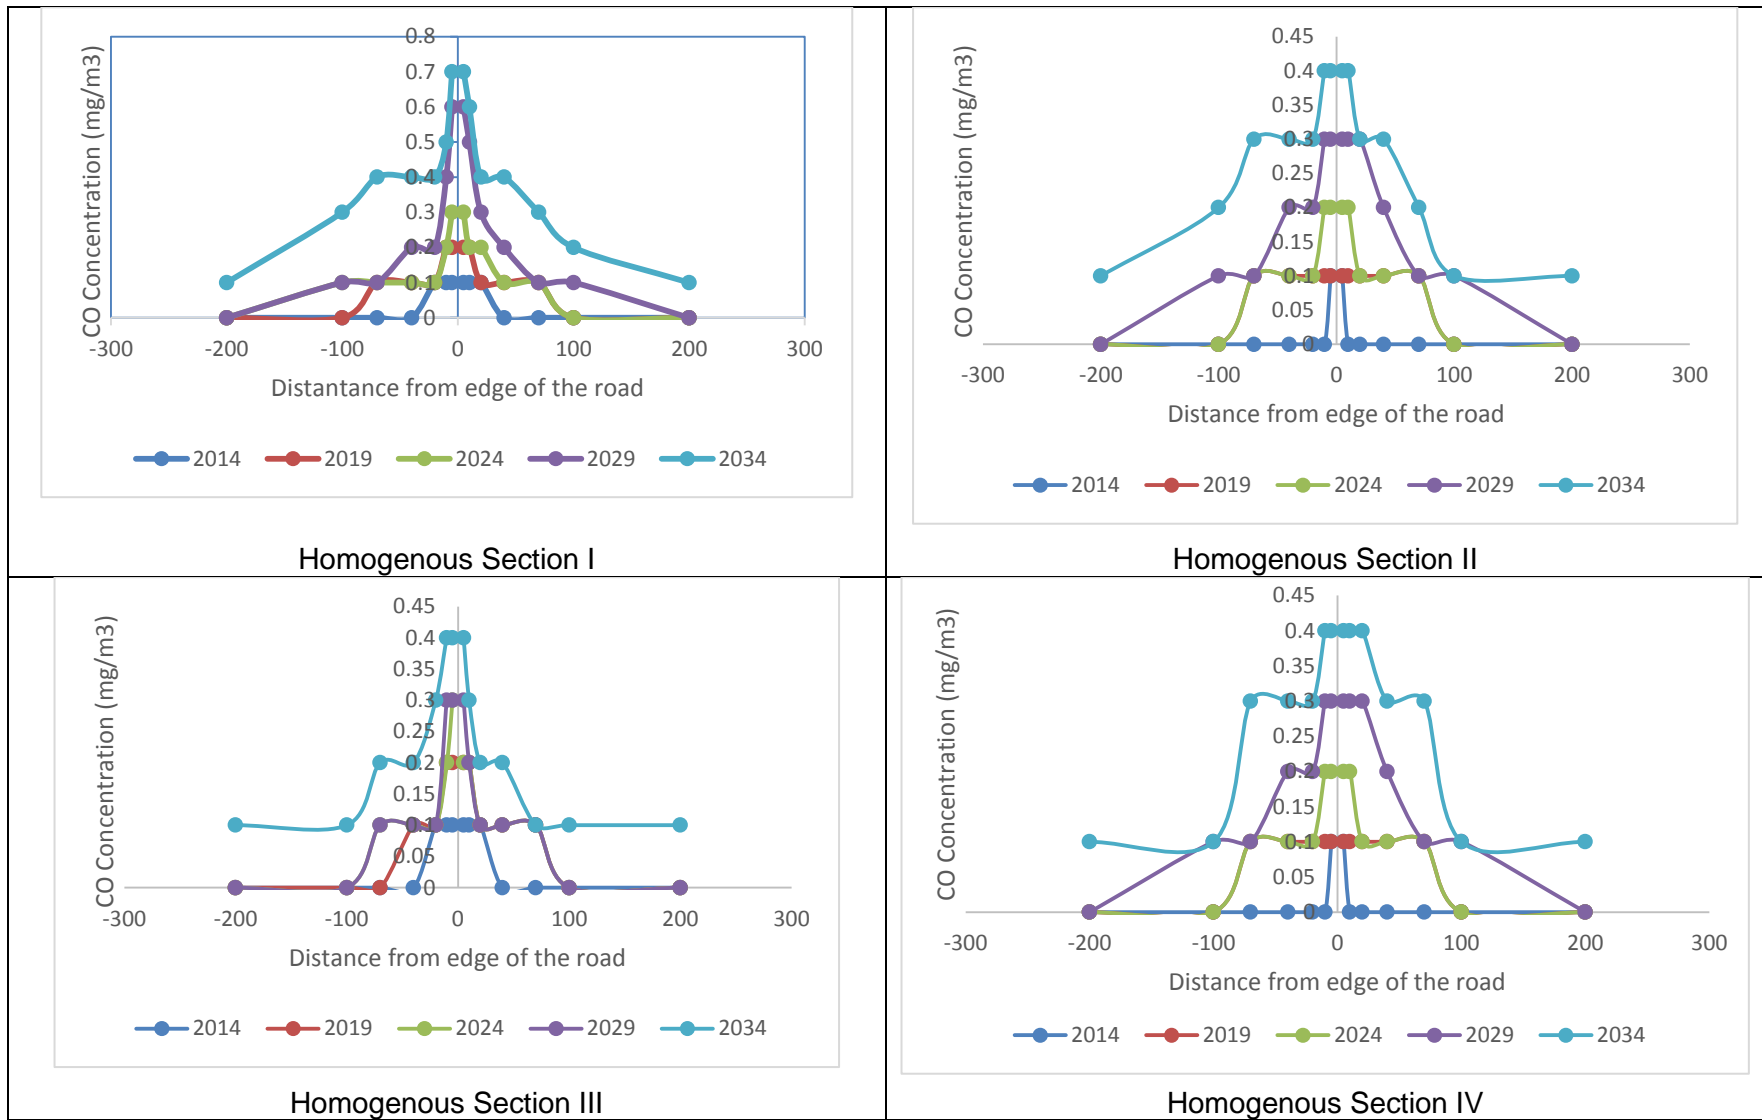 CO Concentration (mg/m3)
0.8
0.7
0.6
0.5
0.4
0.3
0.2
0.1
0
-300 -200 -100 0 100 200 300
Distantance from edge of the road
2014 2019 2024 2029 2034
Homogenous Section I
CO Concentration (mg/m3)
0.45
0.4
0.35
0.3
0.25
0.2
0.15
0.1
0.05
0
-300 -200 -100 0 100 200 300
Distance from edge of the road
2014 2019 2024 2029 2034
Homogenous Section II
CO Concentration (mg/m3)
0.45
0.4
0.35
0.3
0.25
0.2
0.15
0.1
0.05
0
-300 -200 -100 0 100 200 300
Distance from edge of the road
2014 2019 2024 2029 2034
Homogenous Section III
CO Concentration (mg/m3)
0.45
0.4
0.35
0.3
0.25
0.2
0.15
0.1
0.05
0
-300 -200 -100 0 100 200 300
Distance from edge of the road
2014 2019 2024 2029 2034
Homogenous Section IV